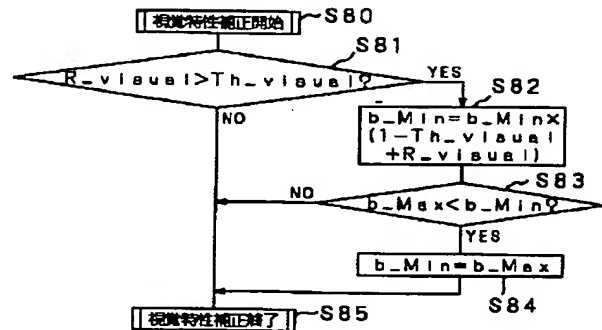 視覚特性補正開始
S80
S81
R_visual>Th_visual?
YES
S82
b_Min=b_Min×
(1-Th_visual
+R_visual)
NO
S83
NO
b_Max<b_Min?
YES
b_Min=b_Max
S84
視覚特性補正終了
S85